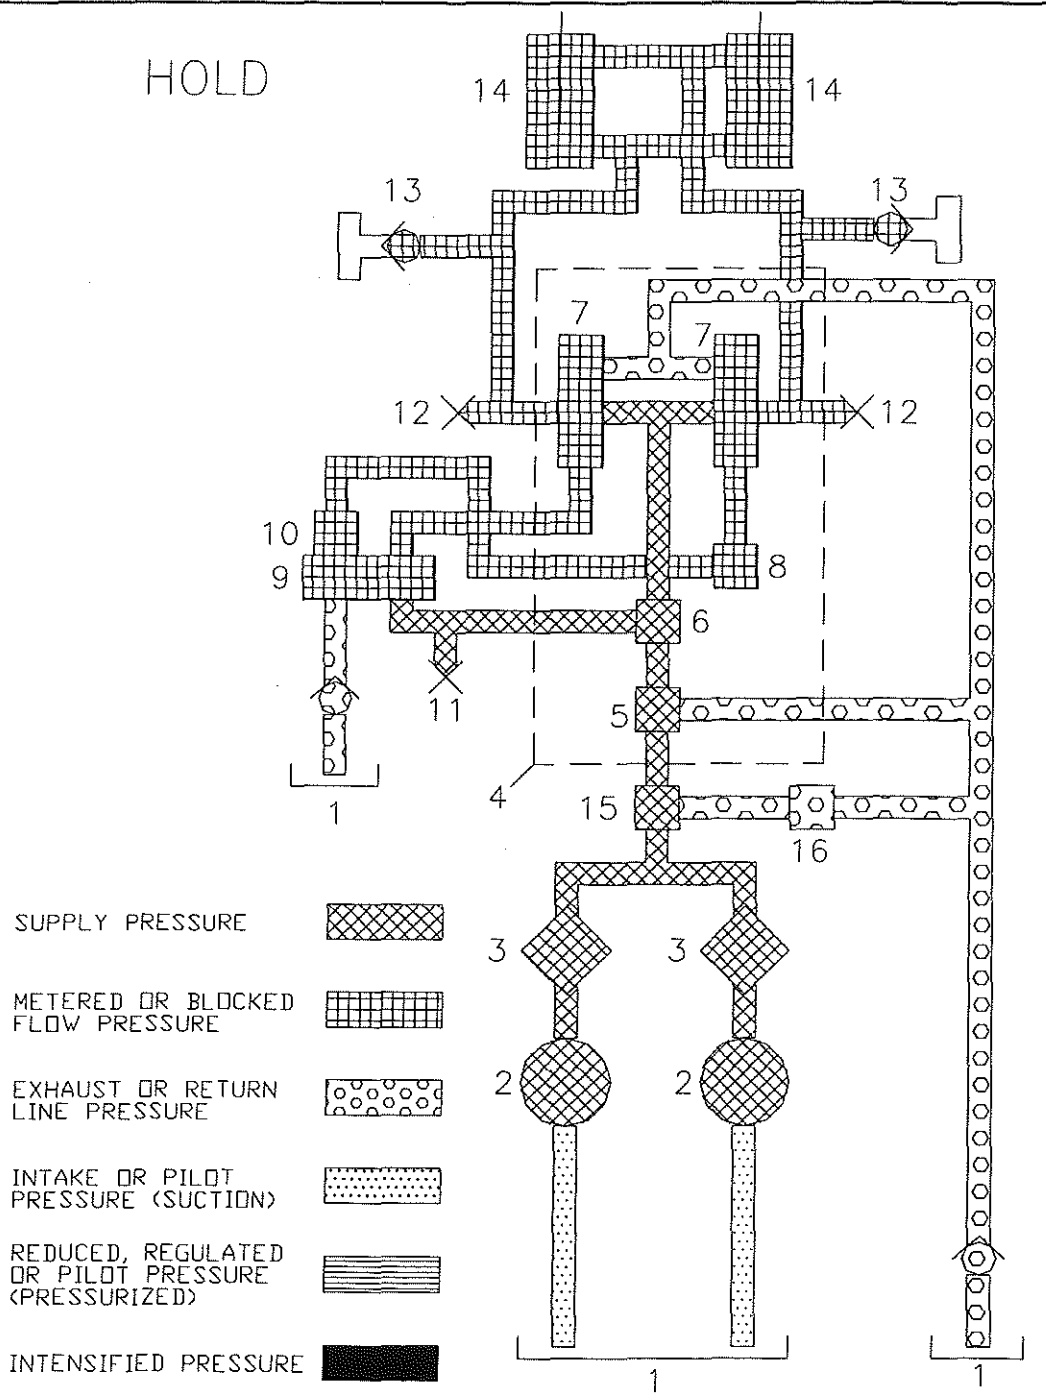 HOLD
14 14
13 13
7 7
12 12
10
9 8
6
11 5
4 15
1 16
SUPPLY PRESSURE
3 3
METERED OR BLOCKED
FLOW PRESSURE
EXHAUST OR RETURN
LINE PRESSURE
2 2
INTAKE OR PILOT
PRESSURE (SUCTION)
REDUCED, REGULATED
OR PILOT PRESSURE
(PRESSURIZED)
INTENSIFIED PRESSURE
1 1